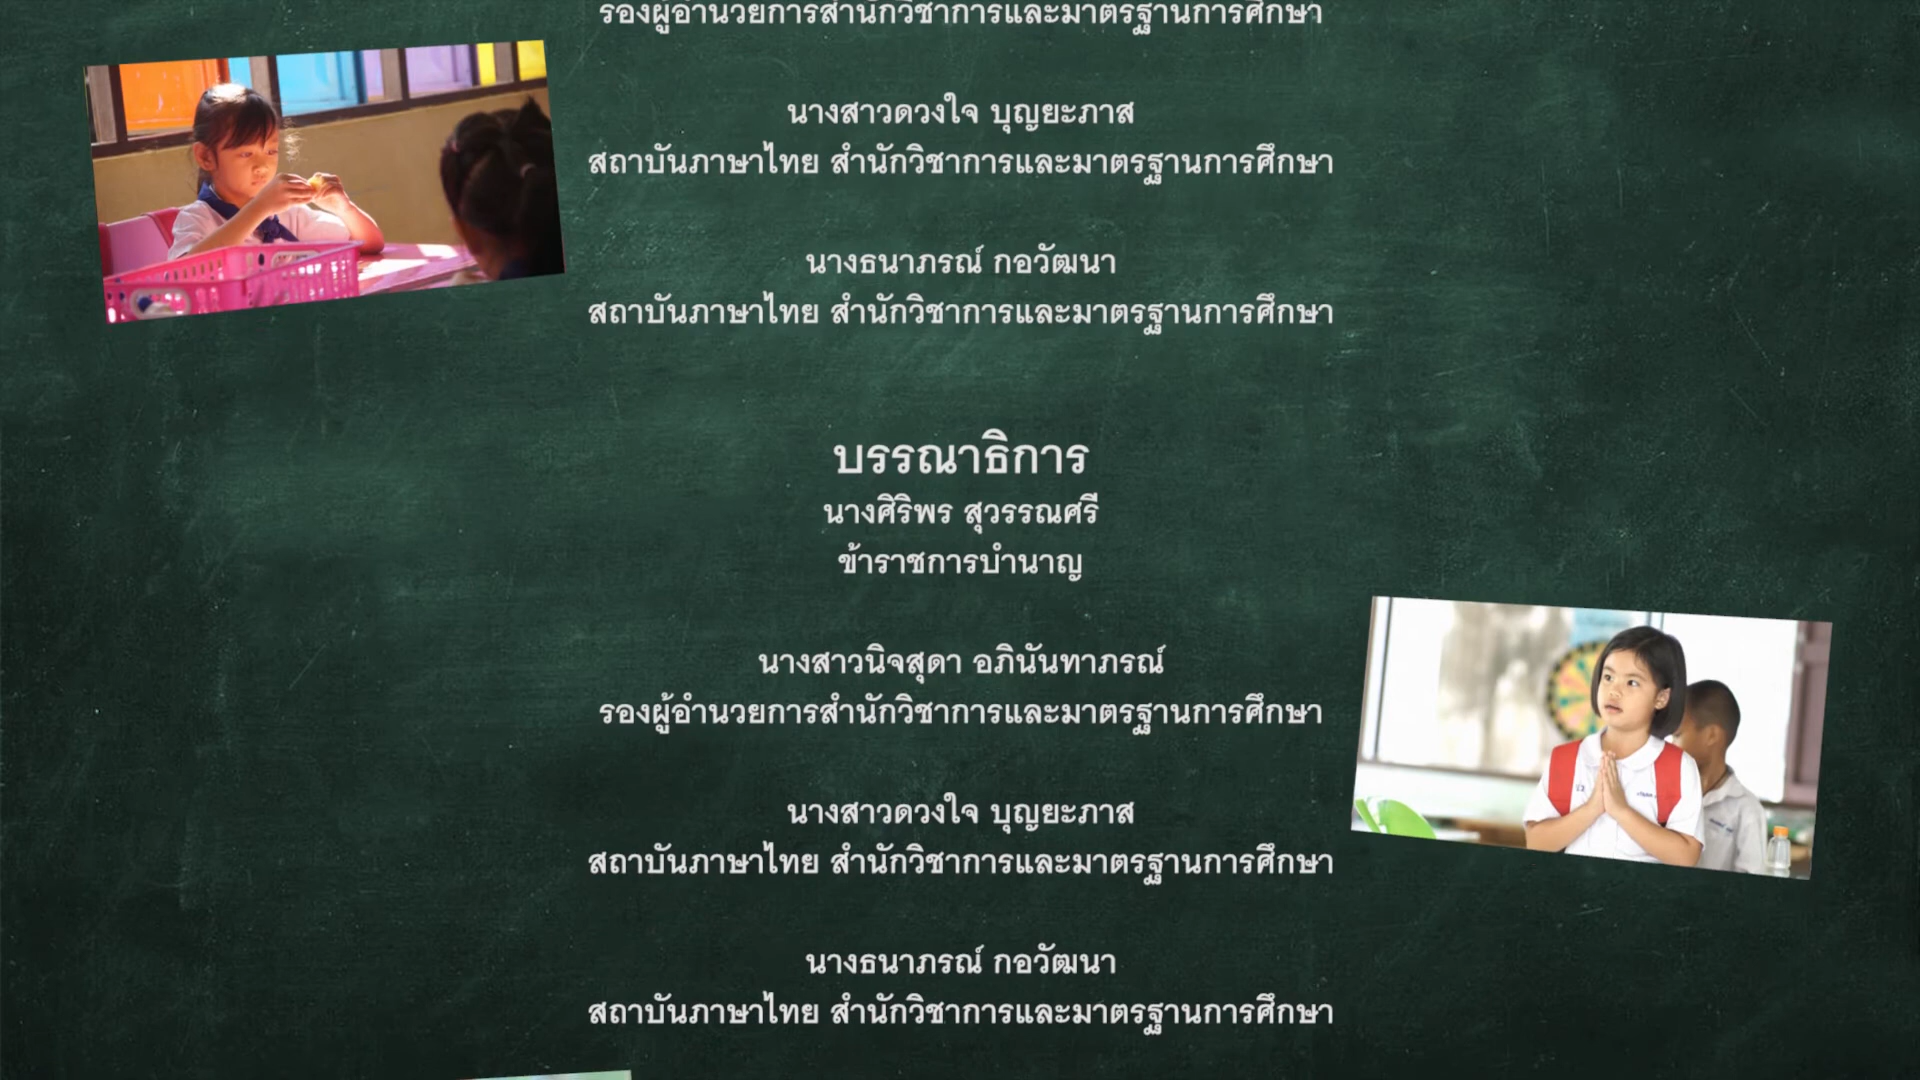 รองผู้อำนวยการสำนักวิชาการและมาตรฐานการศึกษา
นางสาวดวงใจ บุญยะภาส
สถาบันภาษาไทย สำนักวิชาการและมาตรฐานการศึกษา
นางธนาภรณ์ กอวัฒนา
สถาบันภาษาไทย สำนักวิชาการและมาตรฐานการศึกษา
บรรณาธิการ
นางศิริพร สุวรรณศรี
ข้าราชการบำนาญ
นางสาวนิจสุดา อภินันทาภรณ์
รองผู้อำนวยการสำนักวิชาการและมาตรฐานการศึกษา
นางสาวดวงใจ บุญยะภาส
สถาบันภาษาไทย สำนักวิชาการและมาตรฐานการศึกษา
นางธนาภรณ์ กอวัฒนา
สถาบันภาษาไทย สำนักวิชาการและมาตรฐานการศึกษา